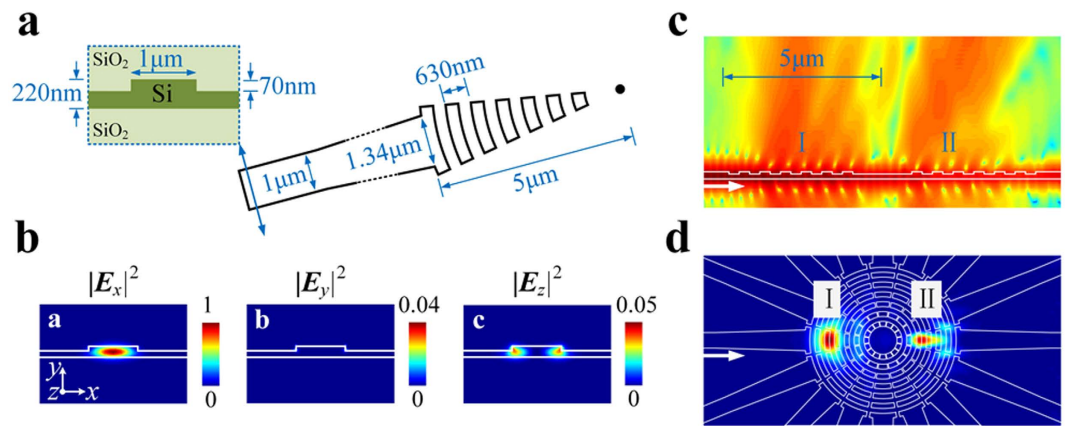 a
SiO2
1μm
220nm
Si
70nm
SiO2
630nm
1.34μm
1μm
5μm
c
5μm
I
II
b
|Ex|²
|Ey|²
|Ez|²
a
y
z
x
1
0
b
0.04
0
c
0.05
0
d
I
II